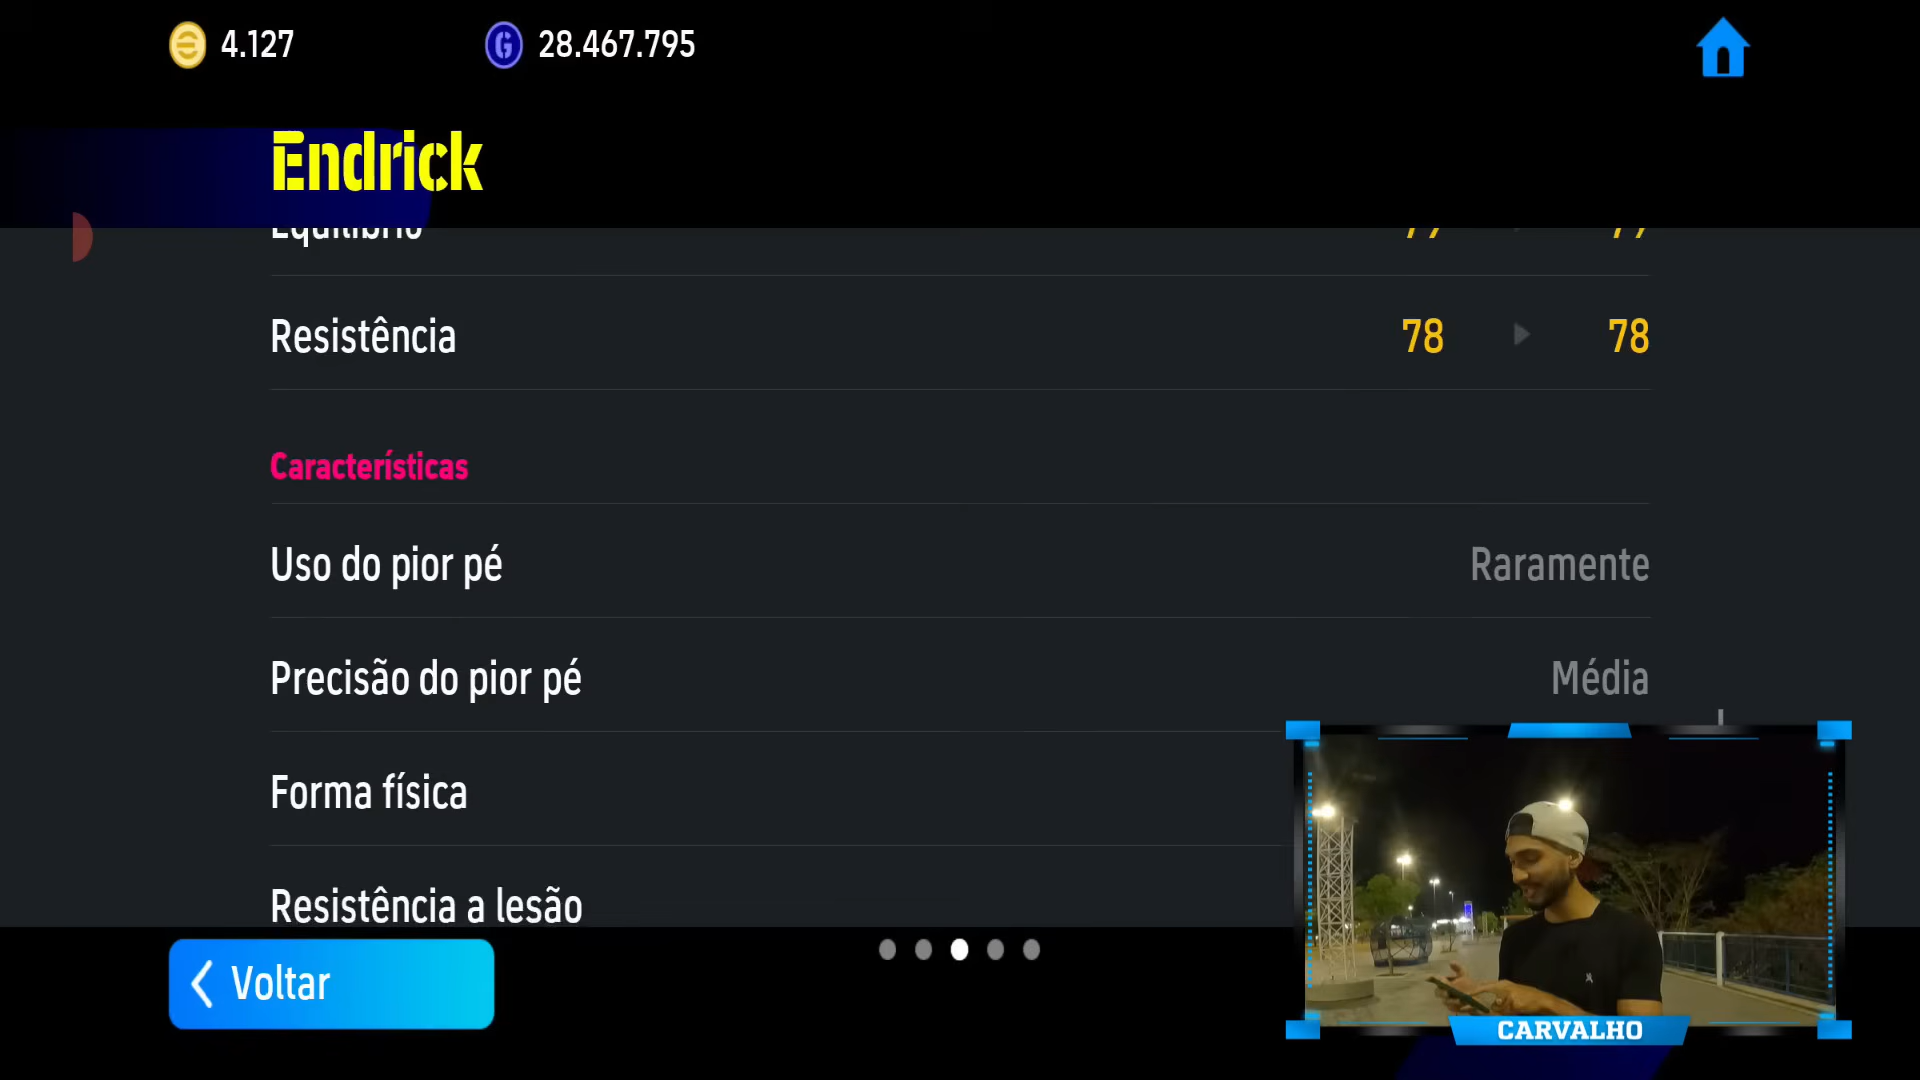 4.127
G 28.467.795
Endrick
Equilíbrio
Resistência 78 78
Características
Uso do pior pé Raramente
Precisão do pior pé Média
Forma física
Resistência a lesão
Voltar
CARVALHO